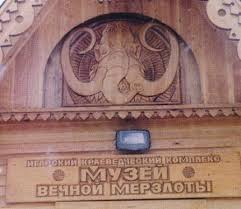 ИГАРСКИЙ КРАЕВЕДЧЕСКИЙ КОМПЛЕКС
МУЗЕЙ
ВЕЧНОЙ МЕРЗЛОТЫ